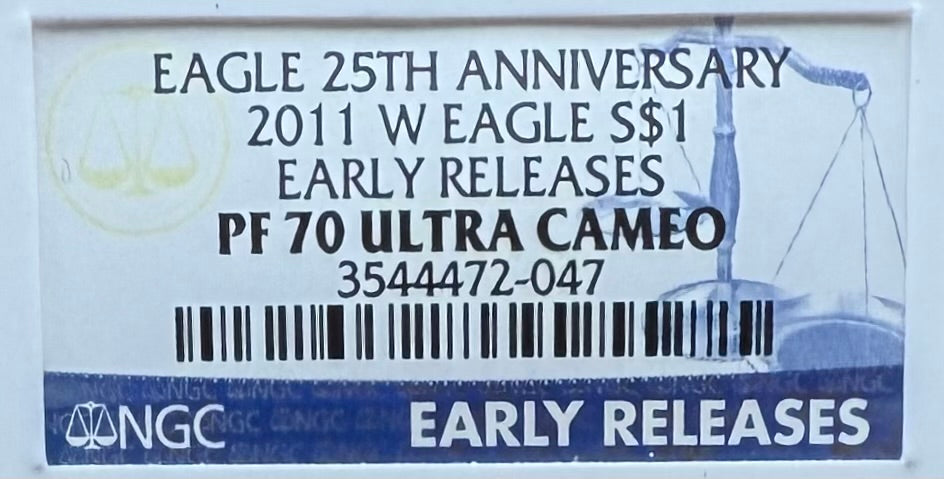 EAGLE 25TH ANNIVERSARY
2011 W EAGLE S$1
EARLY RELEASES
PF 70 ULTRA CAMEO
3544472-047
NGC EARLY RELEASES